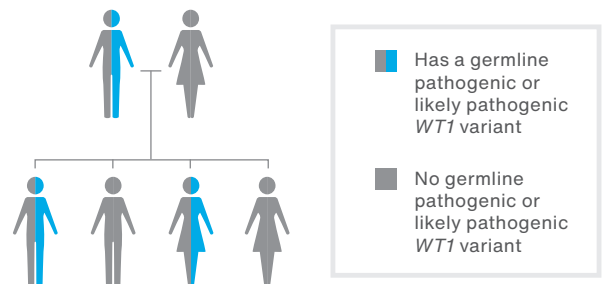 Has a germline
pathogenic or
likely pathogenic
WT1 variant
No germline
pathogenic or
likely pathogenic
WT1 variant